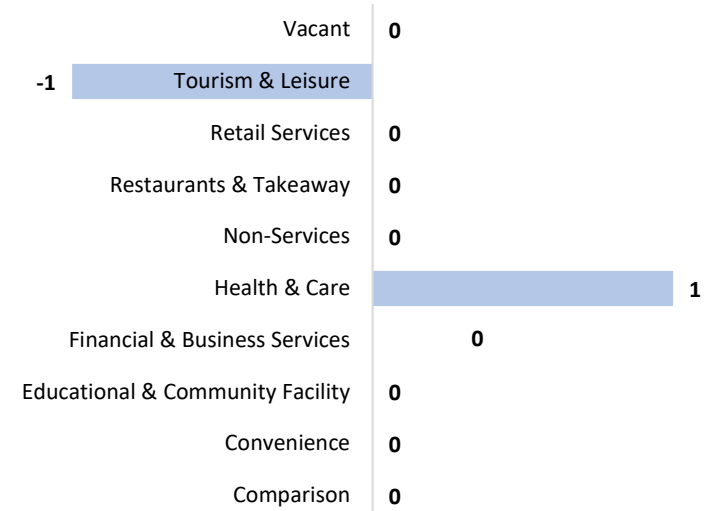 Vacant 0
-1 Tourism & Leisure
Retail Services 0
Restaurants & Takeaway 0
Non-Services 0
Health & Care 1
Financial & Business Services 0
Educational & Community Facility 0
Convenience 0
Comparison 0